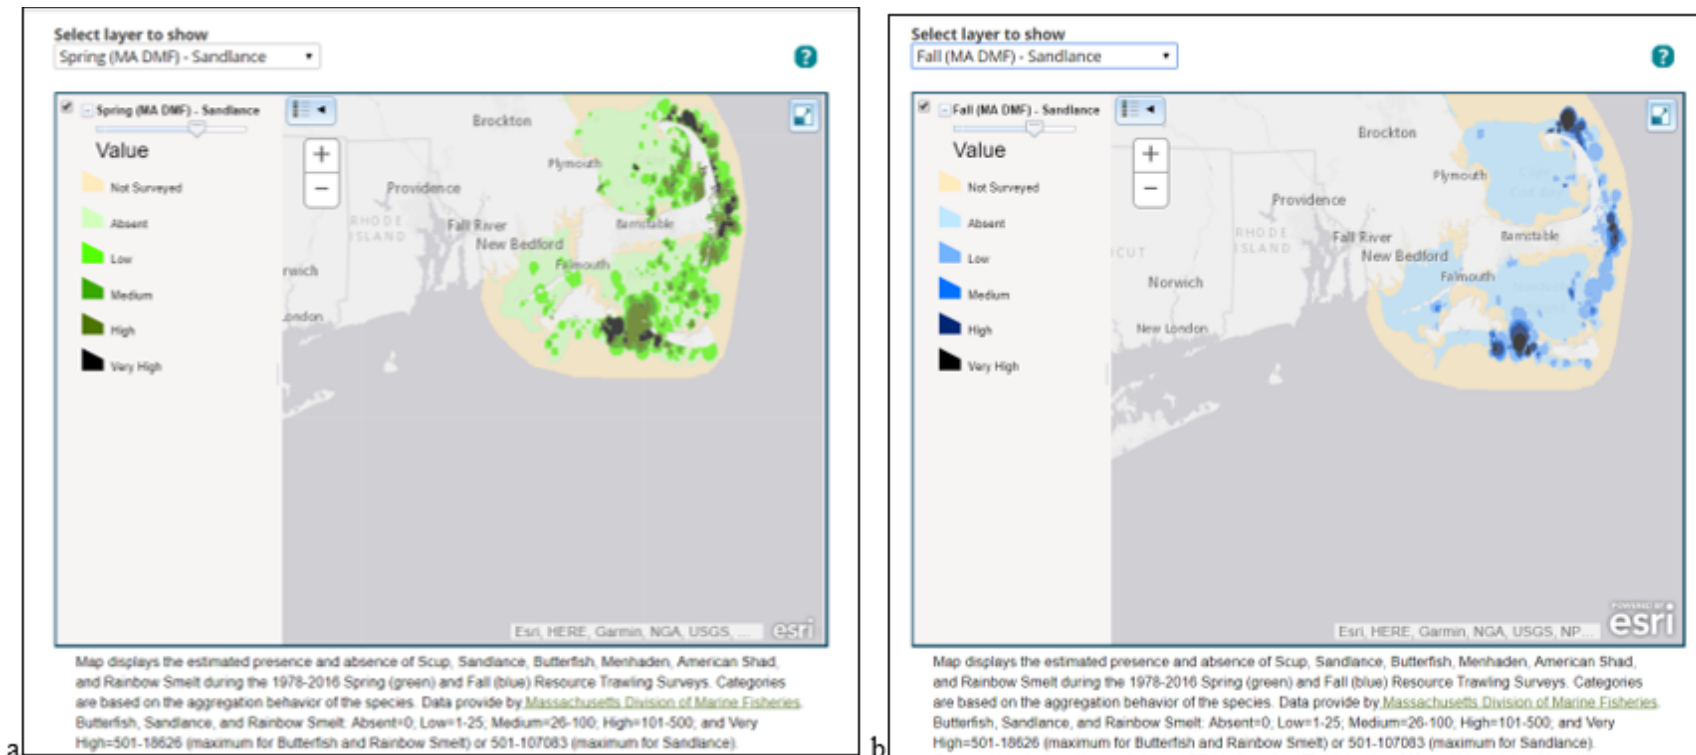 Select layer to show
Spring (MA DMF) - Sandlance
?
Spring (MA DMF) - Sandlance
Value
Not Surveyed
Absent
Low
Medium
High
Very High
+
−
Brockton
Plymouth
Providence
RHODE
ISLAND
Fall River
Barnstable
New Bedford
Falmouth
rwich
London
Esri, HERE, Garmin, NGA, USGS, ...
esri
Map displays the estimated presence and absence of Scup, Sandlance, Butterfish, Menhaden, American Shad,
and Rainbow Smelt during the 1978-2016 Spring (green) and Fall (blue) Resource Trawling Surveys. Categories
are based on the aggregation behavior of the species. Data provide by Massachusetts Division of Marine Fisheries.
Butterfish, Sandlance, and Rainbow Smelt: Absent=0, Low=1-25; Medium=26-100; High=101-500; and Very
High=501-18626 (maximum for Butterfish and Rainbow Smelt) or 501-107083 (maximum for Sandlance).
a
Select layer to show
Fall (MA DMF) - Sandlance
?
Fall (MA DMF) - Sandlance
Value
Not Surveyed
Absent
Low
Medium
High
Very High
+
−
Brockton
Plymouth
Providence
RHODE
ISLAND
Fall River
Barnstable
New Bedford
Falmouth
ICUT
Norwich
New London
Esri, HERE, Garmin, NGA, USGS, NP...
POWERED BY
esri
Map displays the estimated presence and absence of Scup, Sandlance, Butterfish, Menhaden, American Shad,
and Rainbow Smelt during the 1978-2016 Spring (green) and Fall (blue) Resource Trawling Surveys. Categories
are based on the aggregation behavior of the species. Data provide by Massachusetts Division of Marine Fisheries.
Butterfish, Sandlance, and Rainbow Smelt: Absent=0, Low=1-25; Medium=26-100; High=101-500; and Very
High=501-18626 (maximum for Butterfish and Rainbow Smelt) or 501-107083 (maximum for Sandlance).
b